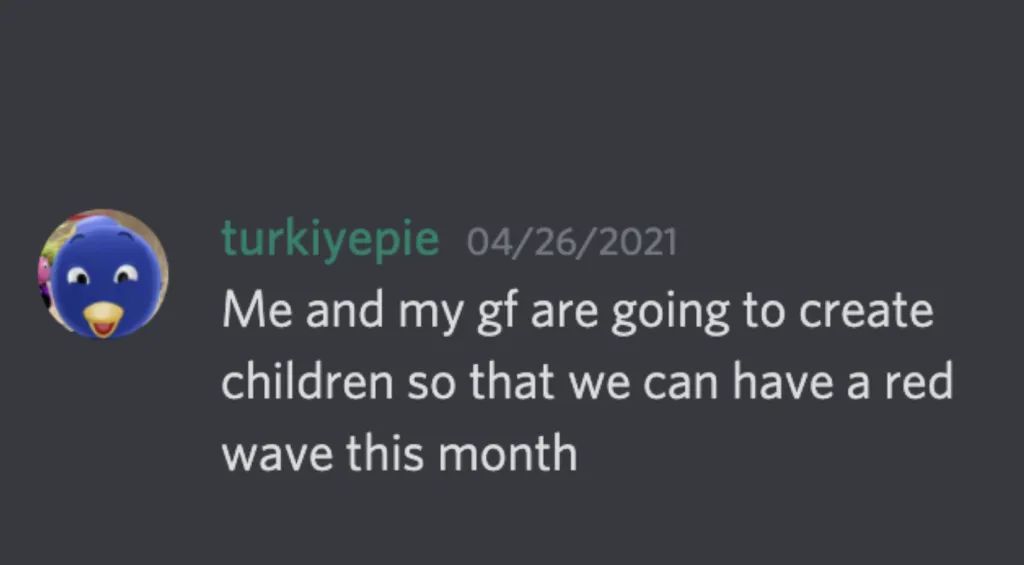 turkiyepie 04/26/2021
Me and my gf are going to create
children so that we can have a red
wave this month